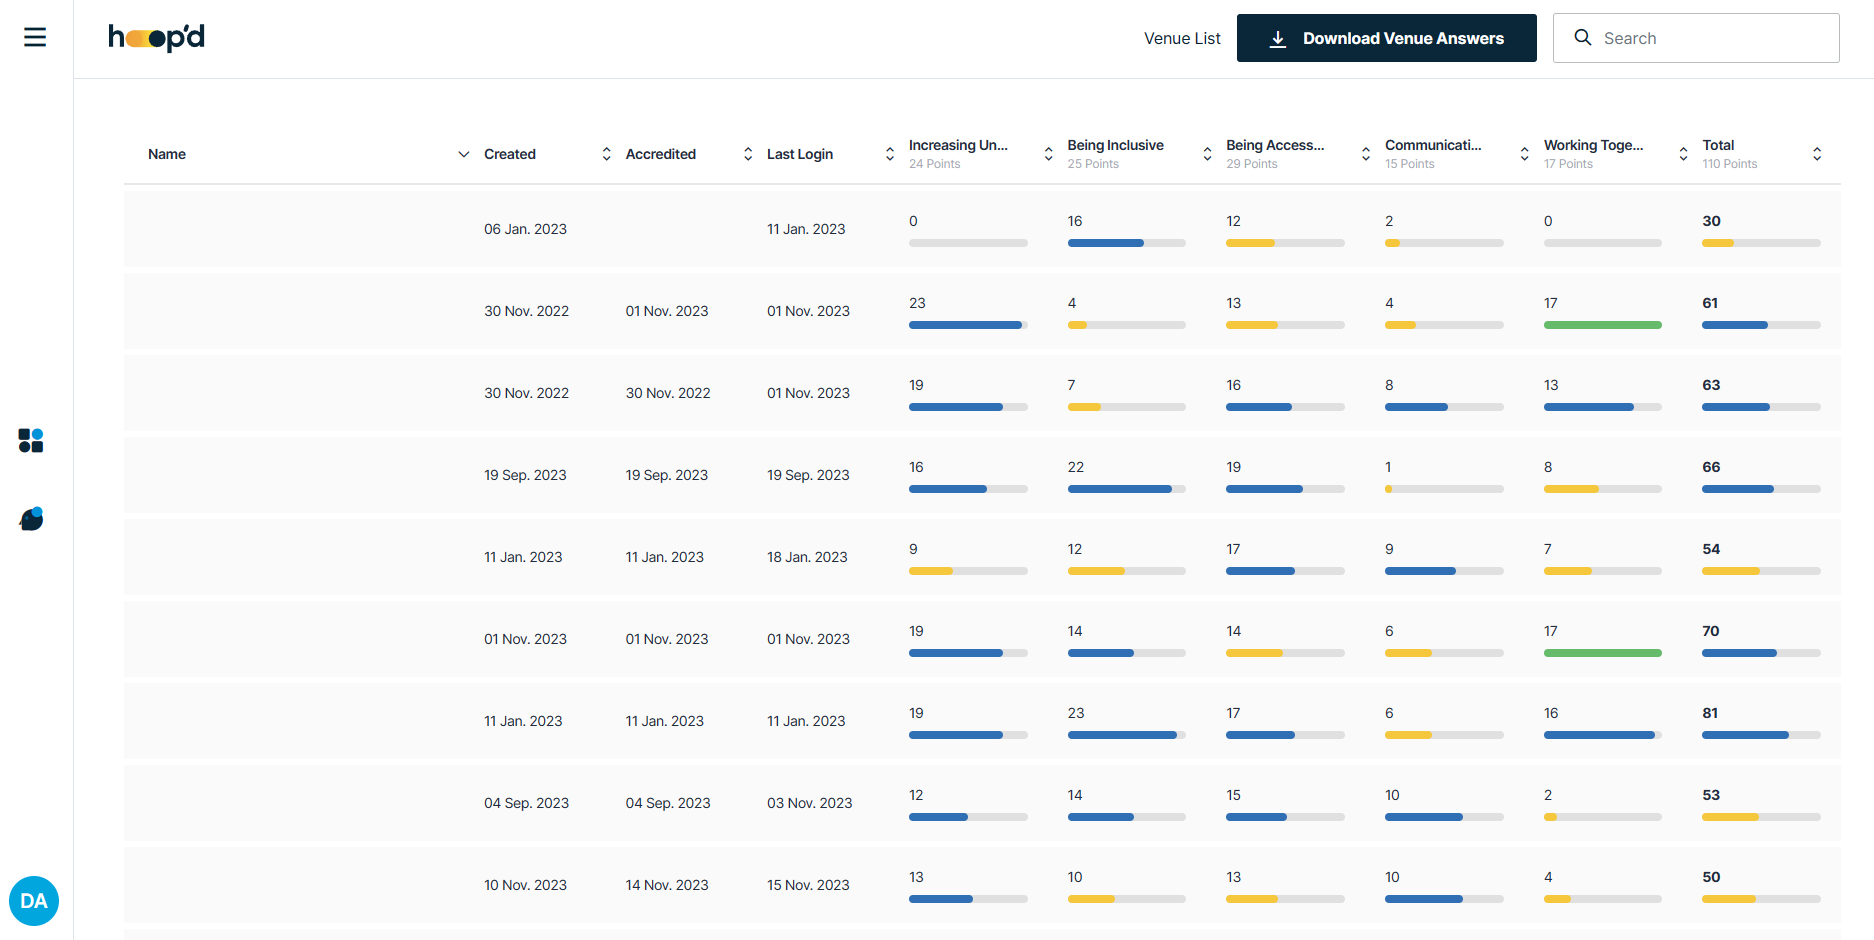 hoop'd
Venue List
Download Venue Answers
Search
Name Created Accredited Last Login Increasing Un... Being Inclusive Being Access... Communicati... Working Toge... Total
24 Points 25 Points 29 Points 15 Points 17 Points 110 Points
06 Jan. 2023 11 Jan. 2023 0 16 12 2 0 30
30 Nov. 2022 01 Nov. 2023 01 Nov. 2023 23 4 13 4 17 61
30 Nov. 2022 30 Nov. 2022 01 Nov. 2023 19 7 16 8 13 63
19 Sep. 2023 19 Sep. 2023 19 Sep. 2023 16 22 19 1 8 66
11 Jan. 2023 11 Jan. 2023 18 Jan. 2023 9 12 17 9 7 54
01 Nov. 2023 01 Nov. 2023 01 Nov. 2023 19 14 14 6 17 70
11 Jan. 2023 11 Jan. 2023 11 Jan. 2023 19 23 17 6 16 81
04 Sep. 2023 04 Sep. 2023 03 Nov. 2023 12 14 15 10 2 53
10 Nov. 2023 14 Nov. 2023 15 Nov. 2023 13 10 13 10 4 50
DA